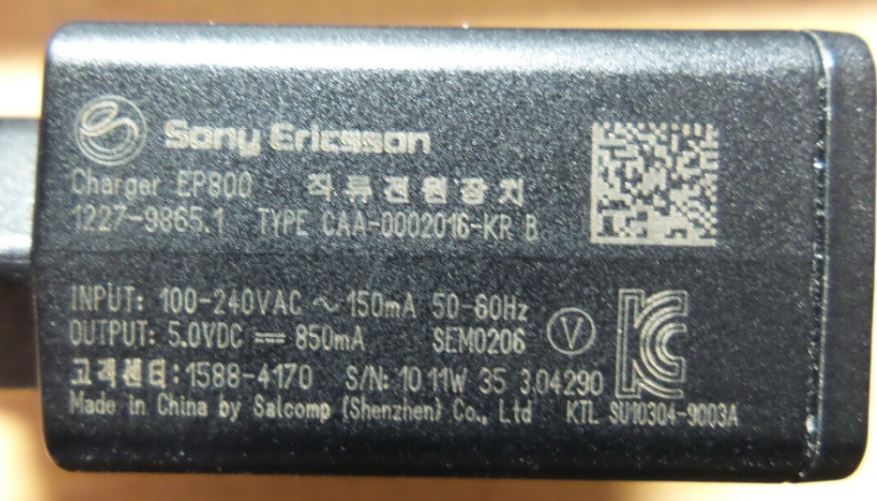 Sony Ericsson
Charger EP800 직류전원장치
1227-9865.1 TYPE CAA-0002016-KR B
INPUT: 100-240VAC ~ 150mA 50-60Hz
OUTPUT: 5.0VDC ⎓ 850mA SEM0206 V
고객센터:1588-4170 S/N: 10 11W 35 3,04290
Made in China by Salcomp (Shenzhen) Co., Ltd KTL SU10304-9003A